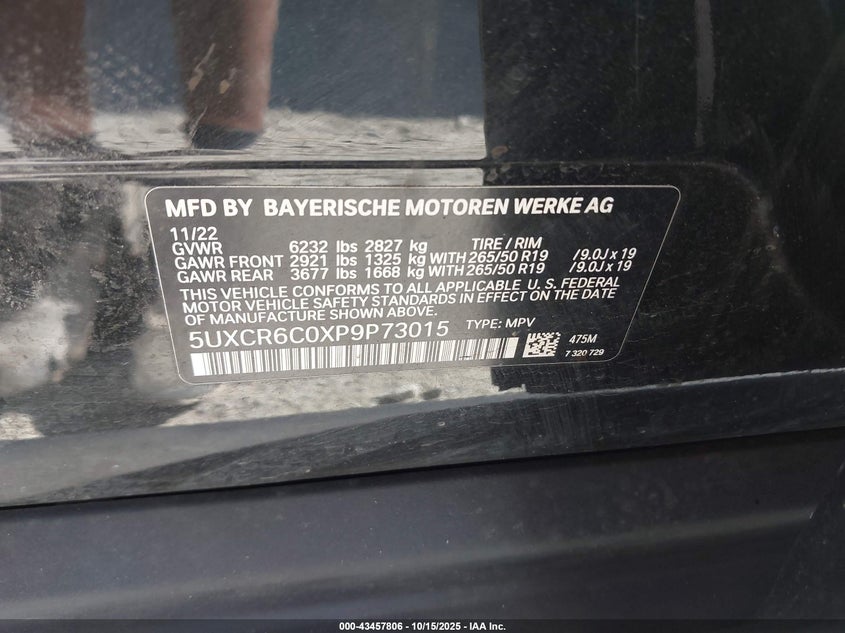 MFD BY BAYERISCHE MOTOREN WERKE AG
11/22
GVWR 6232 lbs 2827 kg TIRE / RIM
GAWR FRONT 2921 lbs 1325 kg WITH 265/50 R19 /9.0J x 19
GAWR REAR 3677 lbs 1668 kg WITH 265/50 R19 /9.0J x 19
THIS VEHICLE CONFORMS TO ALL APPLICABLE U. S. FEDERAL
MOTOR VEHICLE SAFETY STANDARDS IN EFFECT ON THE DATE
OF MANUFACTURE SHOWN ABOVE.
5UXCR6C0XP9P73015 TYPE: MPV
475M
7 320 729
000-43457806 - 10/15/2025 - IAA Inc.